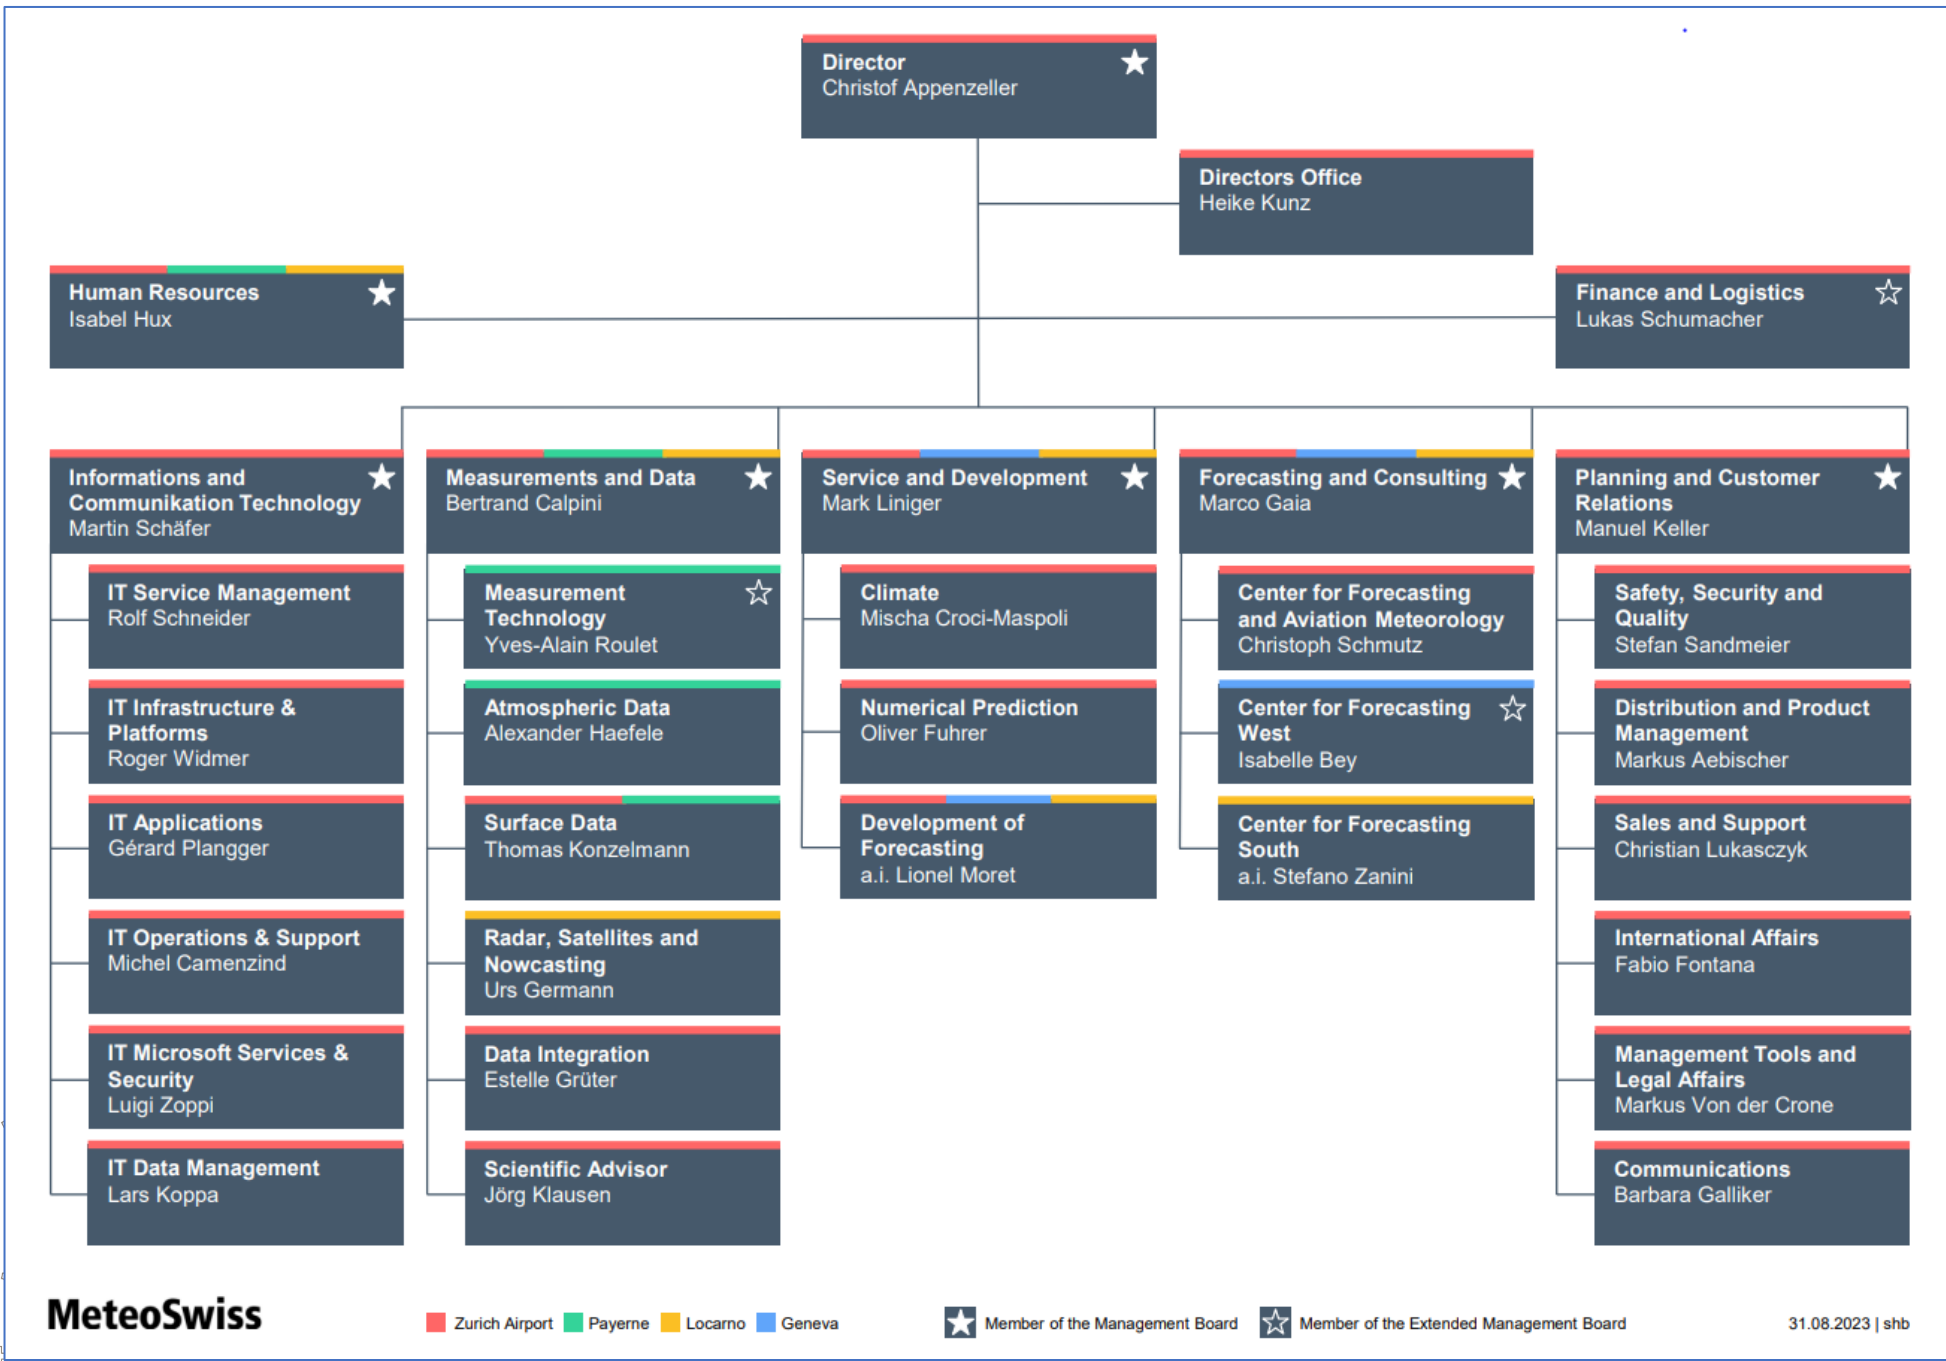 Director
Christof Appenzeller
Directors Office
Heike Kunz
Human Resources
Isabel Hux
Finance and Logistics
Lukas Schumacher
Informations and
Communikation Technology
Martin Schäfer
IT Service Management
Rolf Schneider
IT Infrastructure &
Platforms
Roger Widmer
IT Applications
Gérard Plangger
IT Operations & Support
Michel Camenzind
IT Microsoft Services &
Security
Luigi Zoppi
IT Data Management
Lars Koppa
Measurements and Data
Bertrand Calpini
Measurement
Technology
Yves-Alain Roulet
Atmospheric Data
Alexander Haefele
Surface Data
Thomas Konzelmann
Radar, Satellites and
Nowcasting
Urs Germann
Data Integration
Estelle Grüter
Scientific Advisor
Jörg Klausen
Service and Development
Mark Liniger
Climate
Mischa Croci-Maspoli
Numerical Prediction
Oliver Fuhrer
Development of
Forecasting
a.i. Lionel Moret
Forecasting and Consulting
Marco Gaia
Center for Forecasting
and Aviation Meteorology
Christoph Schmutz
Center for Forecasting
West
Isabelle Bey
Center for Forecasting
South
a.i. Stefano Zanini
Planning and Customer
Relations
Manuel Keller
Safety, Security and
Quality
Stefan Sandmeier
Distribution and Product
Management
Markus Aebischer
Sales and Support
Christian Lukasczyk
International Affairs
Fabio Fontana
Management Tools and
Legal Affairs
Markus Von der Crone
Communications
Barbara Galliker
MeteoSwiss
Zurich Airport
Payerne
Locarno
Geneva
Member of the Management Board
Member of the Extended Management Board
31.08.2023 | shb